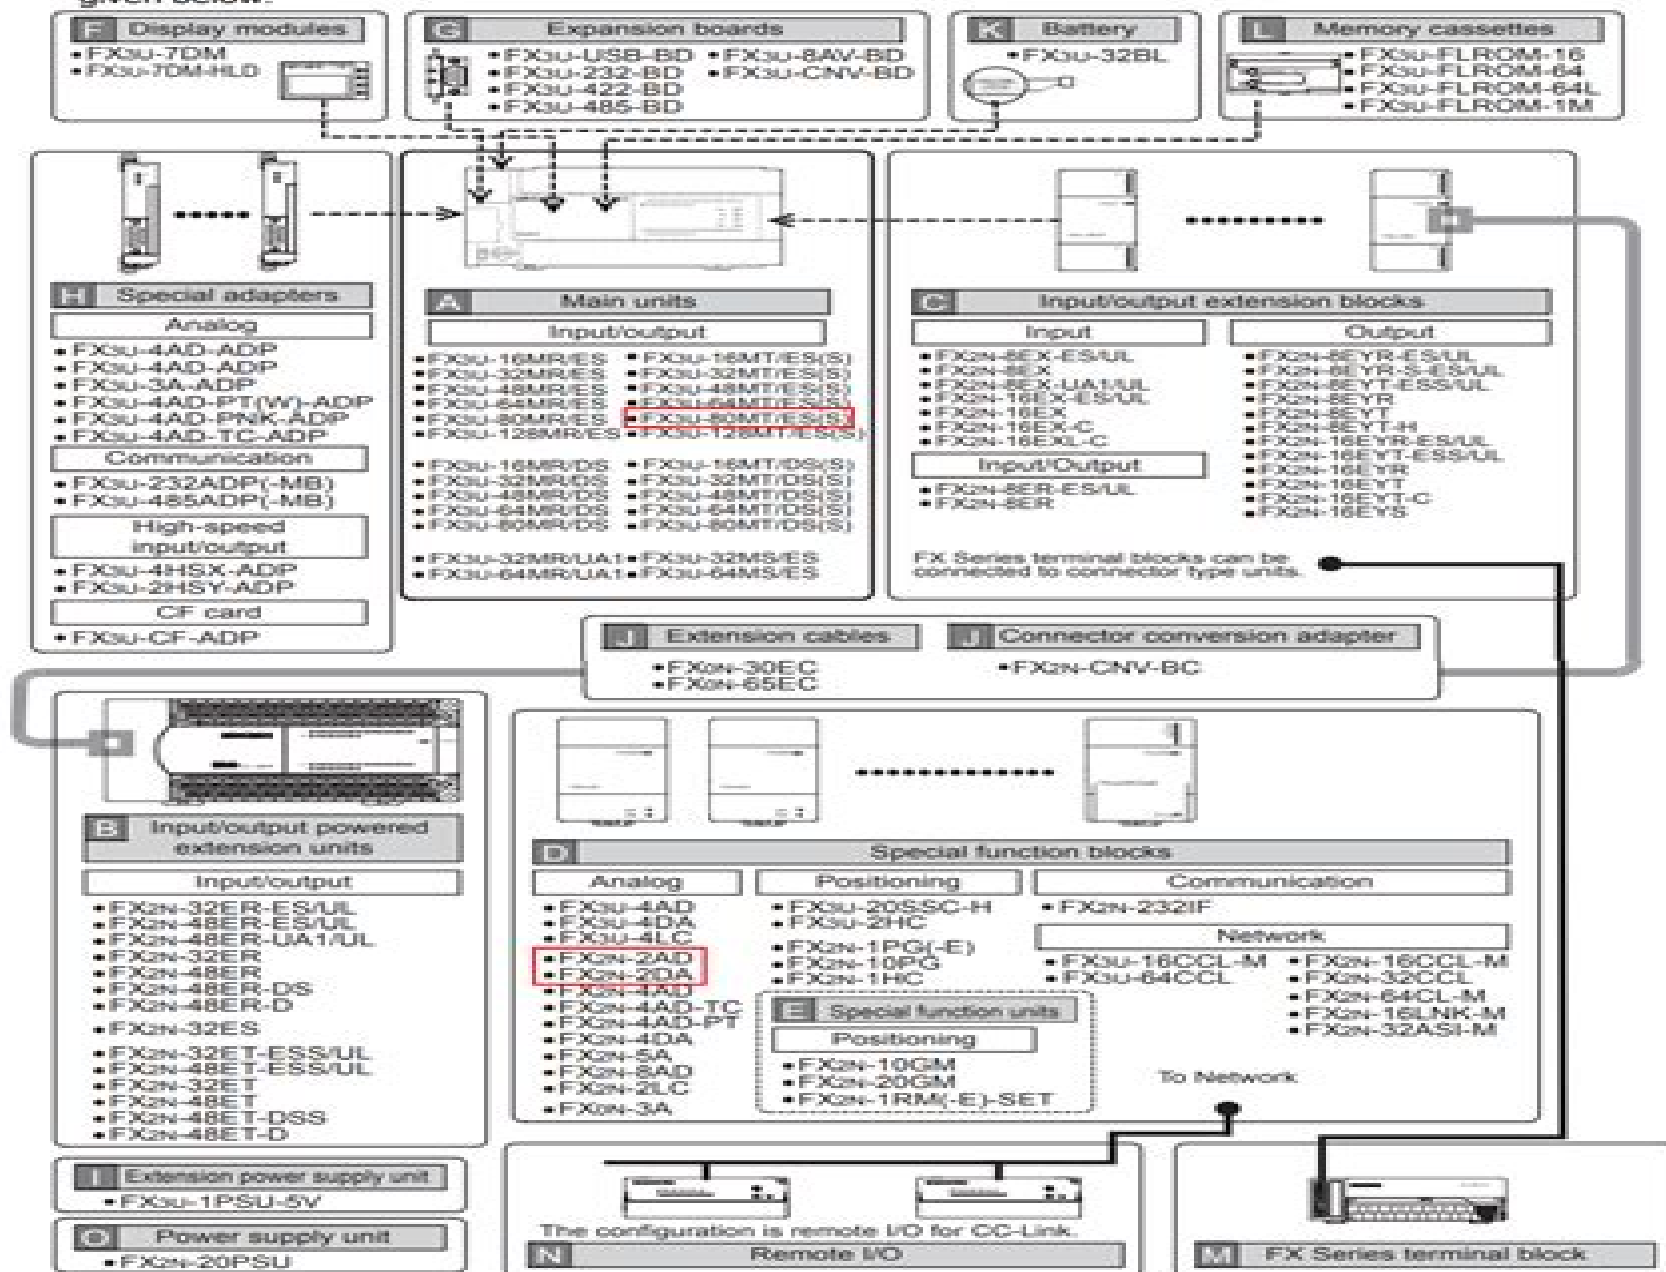 given below.
F Display modules
• FX3U-7DM
• FX3U-7DM-HLD
G Expansion boards
• FX3U-USB-BD • FX3U-8AV-BD
• FX3U-232-BD • FX3U-CNV-BD
• FX3U-422-BD
• FX3U-485-BD
K Battery
• FX3U-32BL
L Memory cassettes
• FX3U-FLROM-16
• FX3U-FLROM-64
• FX3U-FLROM-64L
• FX3U-FLROM-1M
H Special adapters
Analog
• FX3U-4AD-ADP
• FX3U-4AD-ADP
• FX3U-3A-ADP
• FX3U-4AD-PT(W)-ADP
• FX3U-4AD-PNK-ADP
• FX3U-4AD-TC-ADP
Communication
• FX3U-232ADP(-MB)
• FX3U-485ADP(-MB)
High-speed
input/output
• FX3U-4HSX-ADP
• FX3U-2HSY-ADP
CF card
• FX3U-CF-ADP
A Main units
Input/output
• FX3U-16MR/ES • FX3U-16MT/ES(S)
• FX3U-32MR/ES • FX3U-32MT/ES(S)
• FX3U-48MR/ES • FX3U-48MT/ES(S)
• FX3U-64MR/ES • FX3U-64MT/ES(S)
• FX3U-80MR/ES • FX3U-80MT/ES(S)
• FX3U-128MR/ES • FX3U-128MT/ES(S)
• FX3U-16MR/DS • FX3U-16MT/DS(S)
• FX3U-32MR/DS • FX3U-32MT/DS(S)
• FX3U-48MR/DS • FX3U-48MT/DS(S)
• FX3U-64MR/DS • FX3U-64MT/DS(S)
• FX3U-80MR/DS • FX3U-80MT/DS(S)
• FX3U-32MR/UA1 • FX3U-32MS/ES
• FX3U-64MR/UA1 • FX3U-64MS/ES
C Input/output extension blocks
Input
• FX2N-8EX-ES/UL
• FX2N-8EX
• FX2N-8EX-UA1/UL
• FX2N-16EX-ES/UL
• FX2N-16EX
• FX2N-16EX-C
• FX2N-16EXL-C
Input/Output
• FX2N-8ER-ES/UL
• FX2N-8ER
Output
• FX2N-8EYR-ES/UL
• FX2N-8EYR-S-ES/UL
• FX2N-8EYT-ESS/UL
• FX2N-8EYR
• FX2N-8EYT
• FX2N-8EYT-H
• FX2N-16EYR-ES/UL
• FX2N-16EYT-ESS/UL
• FX2N-16EYR
• FX2N-16EYT
• FX2N-16EYT-C
• FX2N-16EYS
FX Series terminal blocks can be
connected to connector type units.
J Extension cables
• FX0N-30EC
• FX0N-65EC
J Connector conversion adapter
• FX2N-CNV-BC
B Input/output powered
extension units
Input/output
• FX2N-32ER-ES/UL
• FX2N-48ER-ES/UL
• FX2N-48ER-UA1/UL
• FX2N-32ER
• FX2N-48ER
• FX2N-48ER-DS
• FX2N-48ER-D
• FX2N-32ES
• FX2N-32ET-ESS/UL
• FX2N-48ET-ESS/UL
• FX2N-32ET
• FX2N-48ET
• FX2N-48ET-DSS
• FX2N-48ET-D
D Special function blocks
Analog
• FX3U-4AD
• FX3U-4DA
• FX3U-4LC
• FX2N-2AD
• FX2N-2DA
• FX2N-4AD
• FX2N-4AD-TC
• FX2N-4AD-PT
• FX2N-4DA
• FX2N-5A
• FX2N-8AD
• FX2N-2LC
• FX0N-3A
Positioning
• FX3U-20SSC-H
• FX3U-2HC
• FX2N-1PG(-E)
• FX2N-10PG
• FX2N-1HC
E Special function units
Positioning
• FX2N-10GM
• FX2N-20GM
• FX2N-1RM(-E)-SET
Communication
• FX2N-232IF
Network
• FX3U-16CCL-M • FX2N-16CCL-M
• FX3U-64CCL • FX2N-32CCL
• FX2N-64CL-M
• FX2N-16LNK-M
• FX2N-32ASI-M
To Network
I Extension power supply unit
• FX3U-1PSU-5V
Power supply unit
• FX2N-20PSU
The configuration is remote I/O for CC-Link.
N Remote I/O
M FX Series terminal block